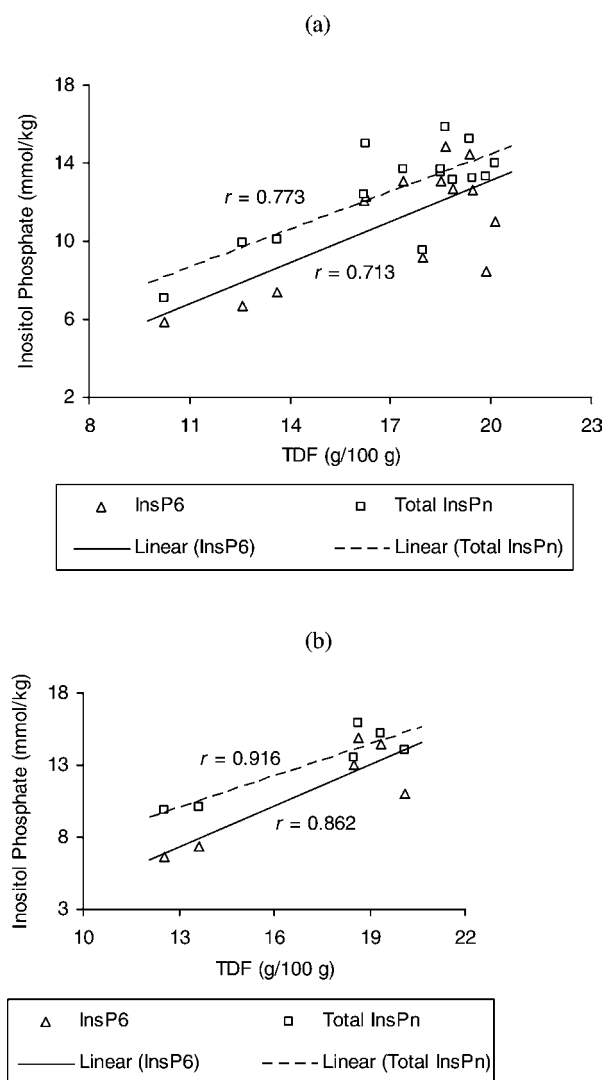 (a)
18
14
10
6
2
Inositol Phosphate (mmol/kg)
r = 0.773
r = 0.713
8 11 14 17 20 23
TDF (g/100 g)
InsP6 Total InsPn
Linear (InsP6) Linear (Total InsPn)
(b)
18
13
8
3
Inositol Phosphate (mmol/kg)
r = 0.916
r = 0.862
10 13 16 19 22
TDF (g/100 g)
InsP6 Total InsPn
Linear (InsP6) Linear (Total InsPn)